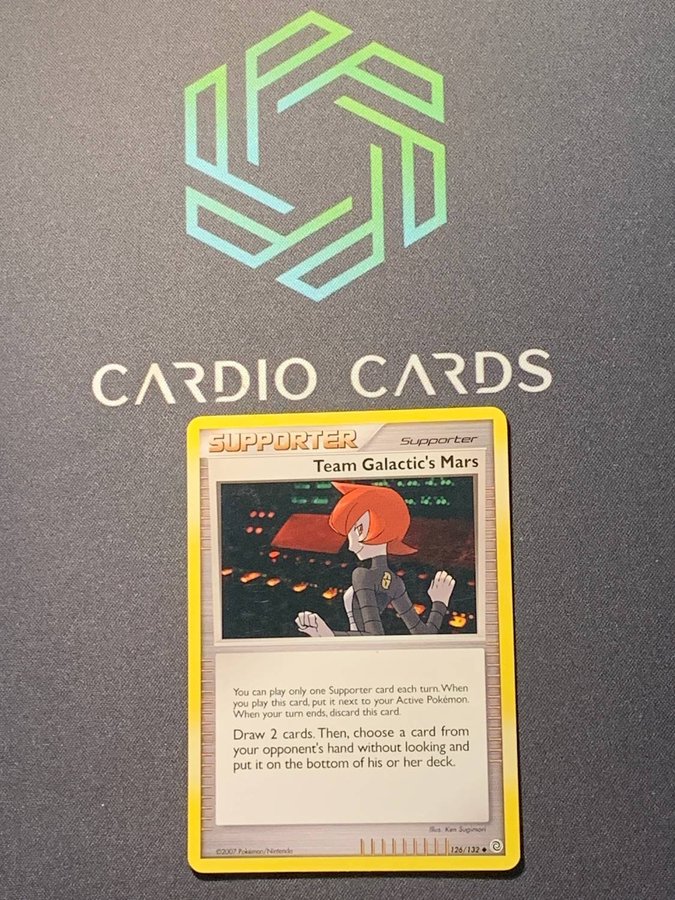 CARDIO CARDS
SUPPORTER Supporter
Team Galactic's Mars
You can play only one Supporter card each turn. When
you play this card, put it next to your Active Pokémon.
When your turn ends, discard this card.
Draw 2 cards. Then, choose a card from
your opponent's hand without looking and
put it on the bottom of his or her deck.
Illus. Ken Sugimori
©2007 Pokémon/Nintendo 126/132